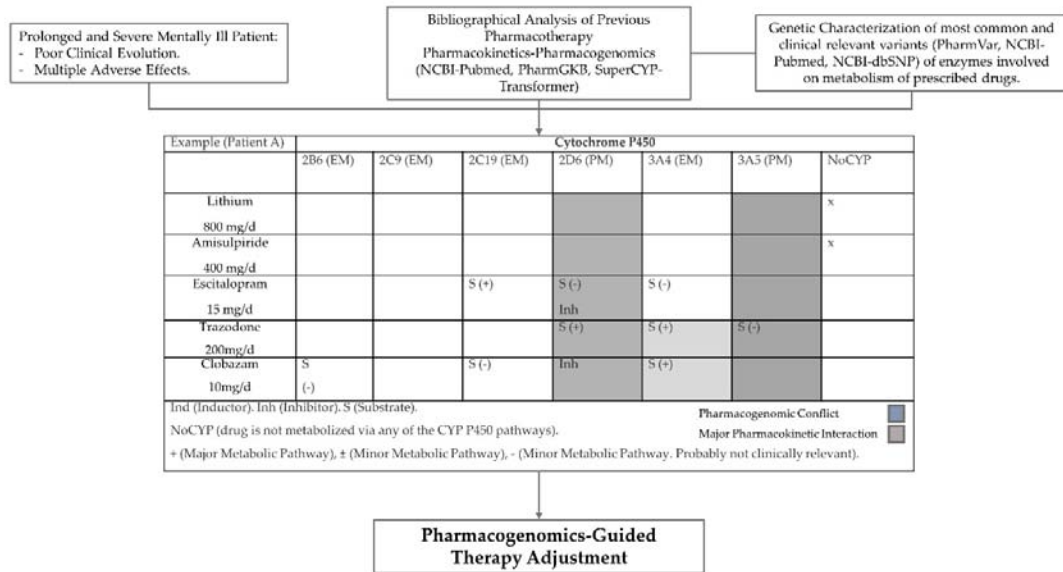 Prolonged and Severe Mentally Ill Patient:
- Poor Clinical Evolution.
- Multiple Adverse Effects.
Bibliographical Analysis of Previous
Pharmacotherapy
Pharmacokinetics-Pharmacogenomics
(NCBI-Pubmed, PharmGKB, SuperCYP-
Transformer)
Genetic Characterization of most common and
clinical relevant variants (PharmVar, NCBI-
Pubmed, NCBI-dbSNP) of enzymes involved
on metabolism of prescribed drugs.
Example (Patient A) Cytochrome P450
2B6 (EM) 2C9 (EM) 2C19 (EM) 2D6 (PM) 3A4 (EM) 3A5 (PM) NoCYP
Lithium x
800 mg/d
Amisulpiride x
400 mg/d
Escitalopram S (+) S (-) S (-)
15 mg/d Inh
Trazodone S (+) S (+) S (-)
200mg/d
Clobazam S S (-) Inh S (+)
10mg/d (-)
Ind (Inductor). Inh (Inhibitor). S (Substrate).
Pharmacogenomic Conflict
NoCYP (drug is not metabolized via any of the CYP P450 pathways).
Major Pharmacokinetic Interaction
+ (Major Metabolic Pathway), ± (Minor Metabolic Pathway), - (Minor Metabolic Pathway. Probably not clinically relevant).
Pharmacogenomics-Guided
Therapy Adjustment